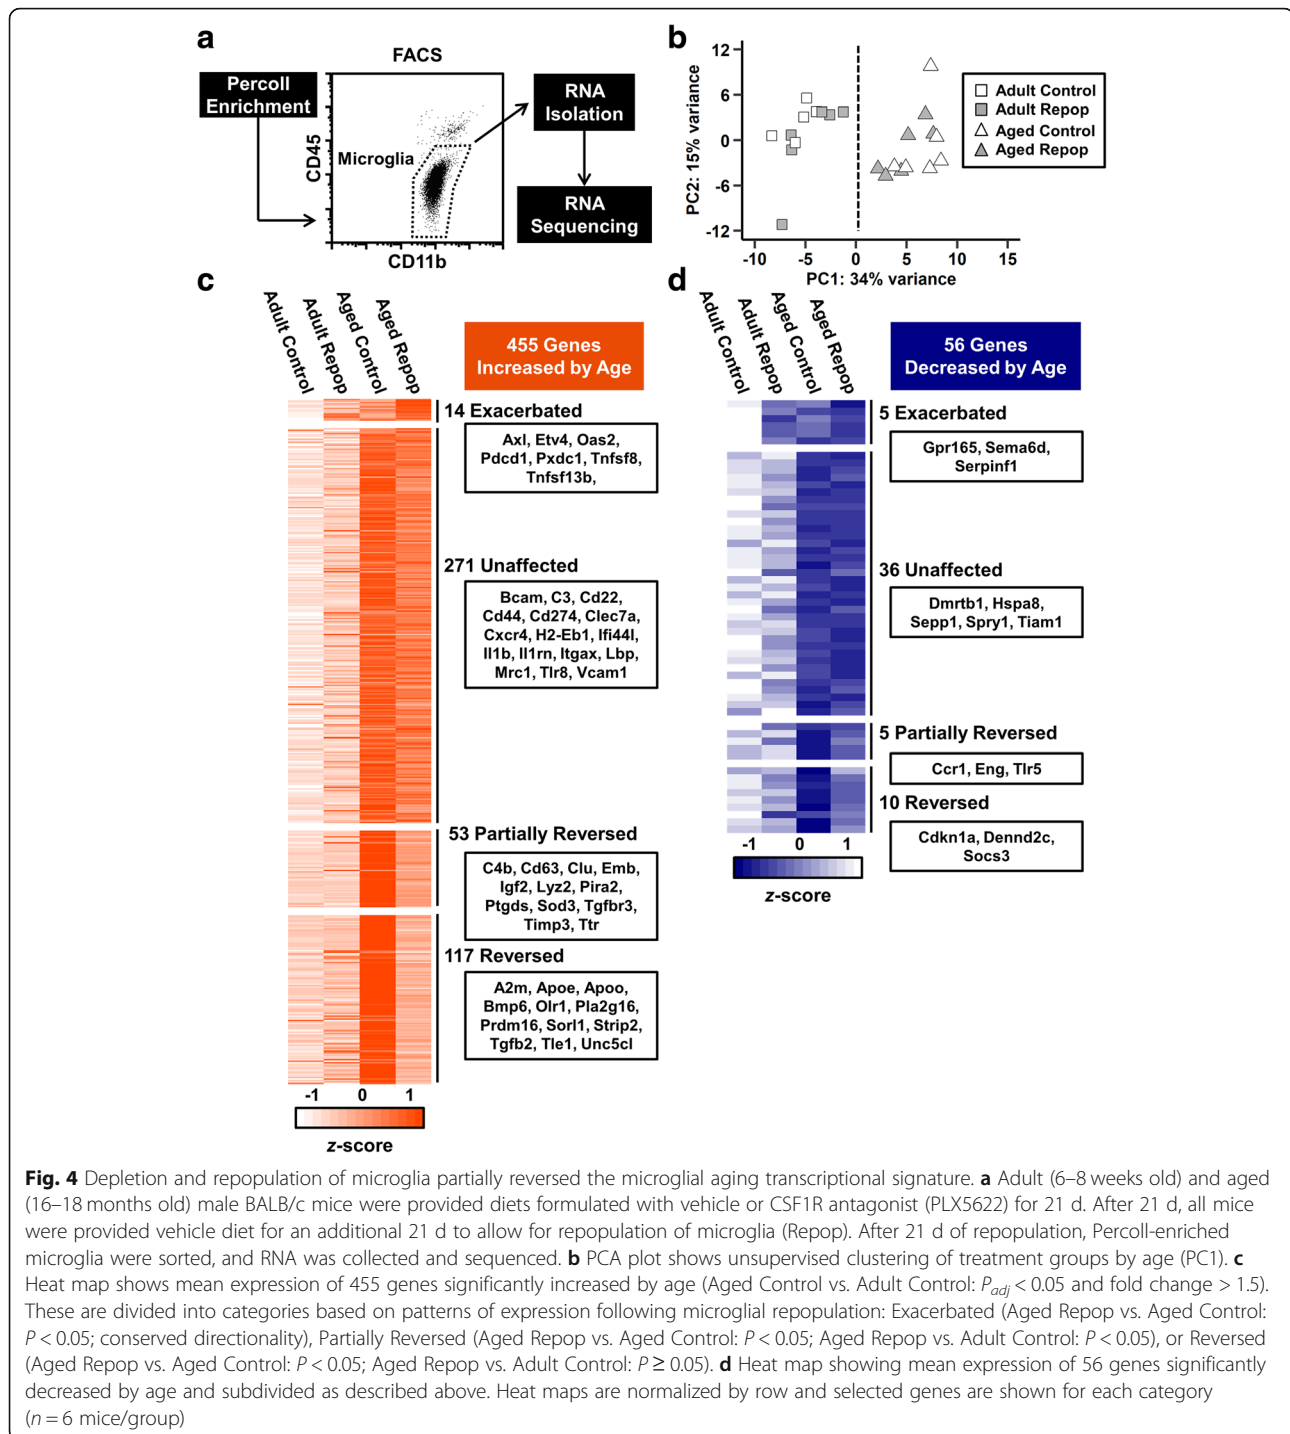 a
FACS
Percoll
Enrichment
CD45
Microglia
CD11b
RNA
Isolation
RNA
Sequencing
b
PC2: 15% variance
12
6
0
-6
-12
-10
-5
0
5
10
15
PC1: 34% variance
Adult Control
Adult Repop
Aged Control
Aged Repop
c
Adult Control
Adult Repop
Aged Control
Aged Repop
455 Genes
Increased by Age
14 Exacerbated
Axl, Etv4, Oas2,
Pdcd1, Pxdc1, Tnfsf8,
Tnfsf13b,
271 Unaffected
Bcam, C3, Cd22,
Cd44, Cd274, Clec7a,
Cxcr4, H2-Eb1, Ifi44l,
Il1b, Il1rn, Itgax, Lbp,
Mrc1, Tlr8, Vcam1
53 Partially Reversed
C4b, Cd63, Clu, Emb,
Igf2, Lyz2, Pira2,
Ptgds, Sod3, Tgfbr3,
Timp3, Ttr
117 Reversed
A2m, Apoe, Apoo,
Bmp6, Olr1, Pla2g16,
Prdm16, Sorl1, Strip2,
Tgfb2, Tle1, Unc5cl
-1 0 1
z-score
d
Adult Control
Adult Repop
Aged Control
Aged Repop
56 Genes
Decreased by Age
5 Exacerbated
Gpr165, Sema6d,
Serpinf1
36 Unaffected
Dmrtb1, Hspa8,
Sepp1, Spry1, Tiam1
5 Partially Reversed
Ccr1, Eng, Tlr5
10 Reversed
Cdkn1a, Dennd2c,
Socs3
-1 0 1
z-score
Fig. 4 Depletion and repopulation of microglia partially reversed the microglial aging transcriptional signature. a Adult (6–8 weeks old) and aged
(16–18 months old) male BALB/c mice were provided diets formulated with vehicle or CSF1R antagonist (PLX5622) for 21 d. After 21 d, all mice
were provided vehicle diet for an additional 21 d to allow for repopulation of microglia (Repop). After 21 d of repopulation, Percoll-enriched
microglia were sorted, and RNA was collected and sequenced. b PCA plot shows unsupervised clustering of treatment groups by age (PC1). c
Heat map shows mean expression of 455 genes significantly increased by age (Aged Control vs. Adult Control: Padj < 0.05 and fold change > 1.5).
These are divided into categories based on patterns of expression following microglial repopulation: Exacerbated (Aged Repop vs. Aged Control:
P < 0.05; conserved directionality), Partially Reversed (Aged Repop vs. Aged Control: P < 0.05; Aged Repop vs. Adult Control: P < 0.05), or Reversed
(Aged Repop vs. Aged Control: P < 0.05; Aged Repop vs. Adult Control: P ≥ 0.05). d Heat map showing mean expression of 56 genes significantly
decreased by age and subdivided as described above. Heat maps are normalized by row and selected genes are shown for each category
(n = 6 mice/group)